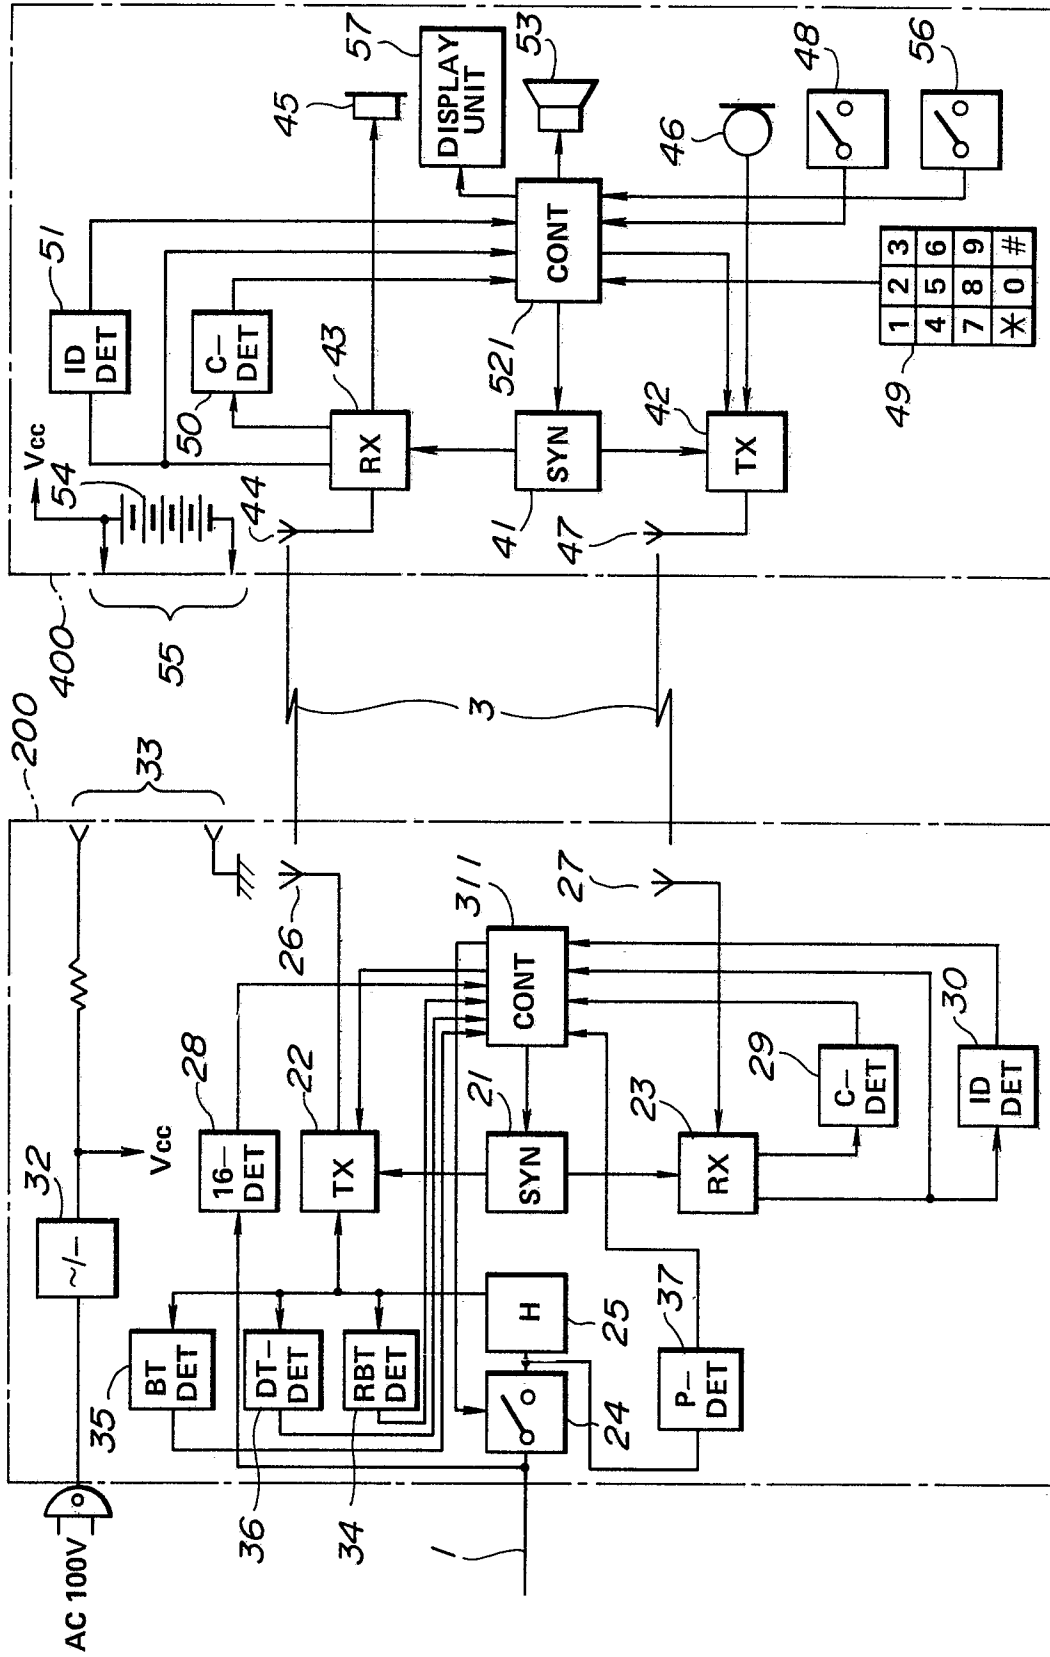 AC 100V
1
200
32
~/–
Vcc
33
35
BT
DET
36
DT–
DET
34
RBT
DET
28
16–
DET
22
TX
26
311
CONT
21
SYN
24
H
25
23
RX
27
37
P–
DET
29
C–
DET
30
ID
DET
3
400
55
54
Vcc
51
ID
DET
50
C–
DET
43
RX
44
45
57
DISPLAY
UNIT
53
CONT
521
41
SYN
42
TX
47
46
48
56
49
1 2 3
4 5 6
7 8 9
* 0 #